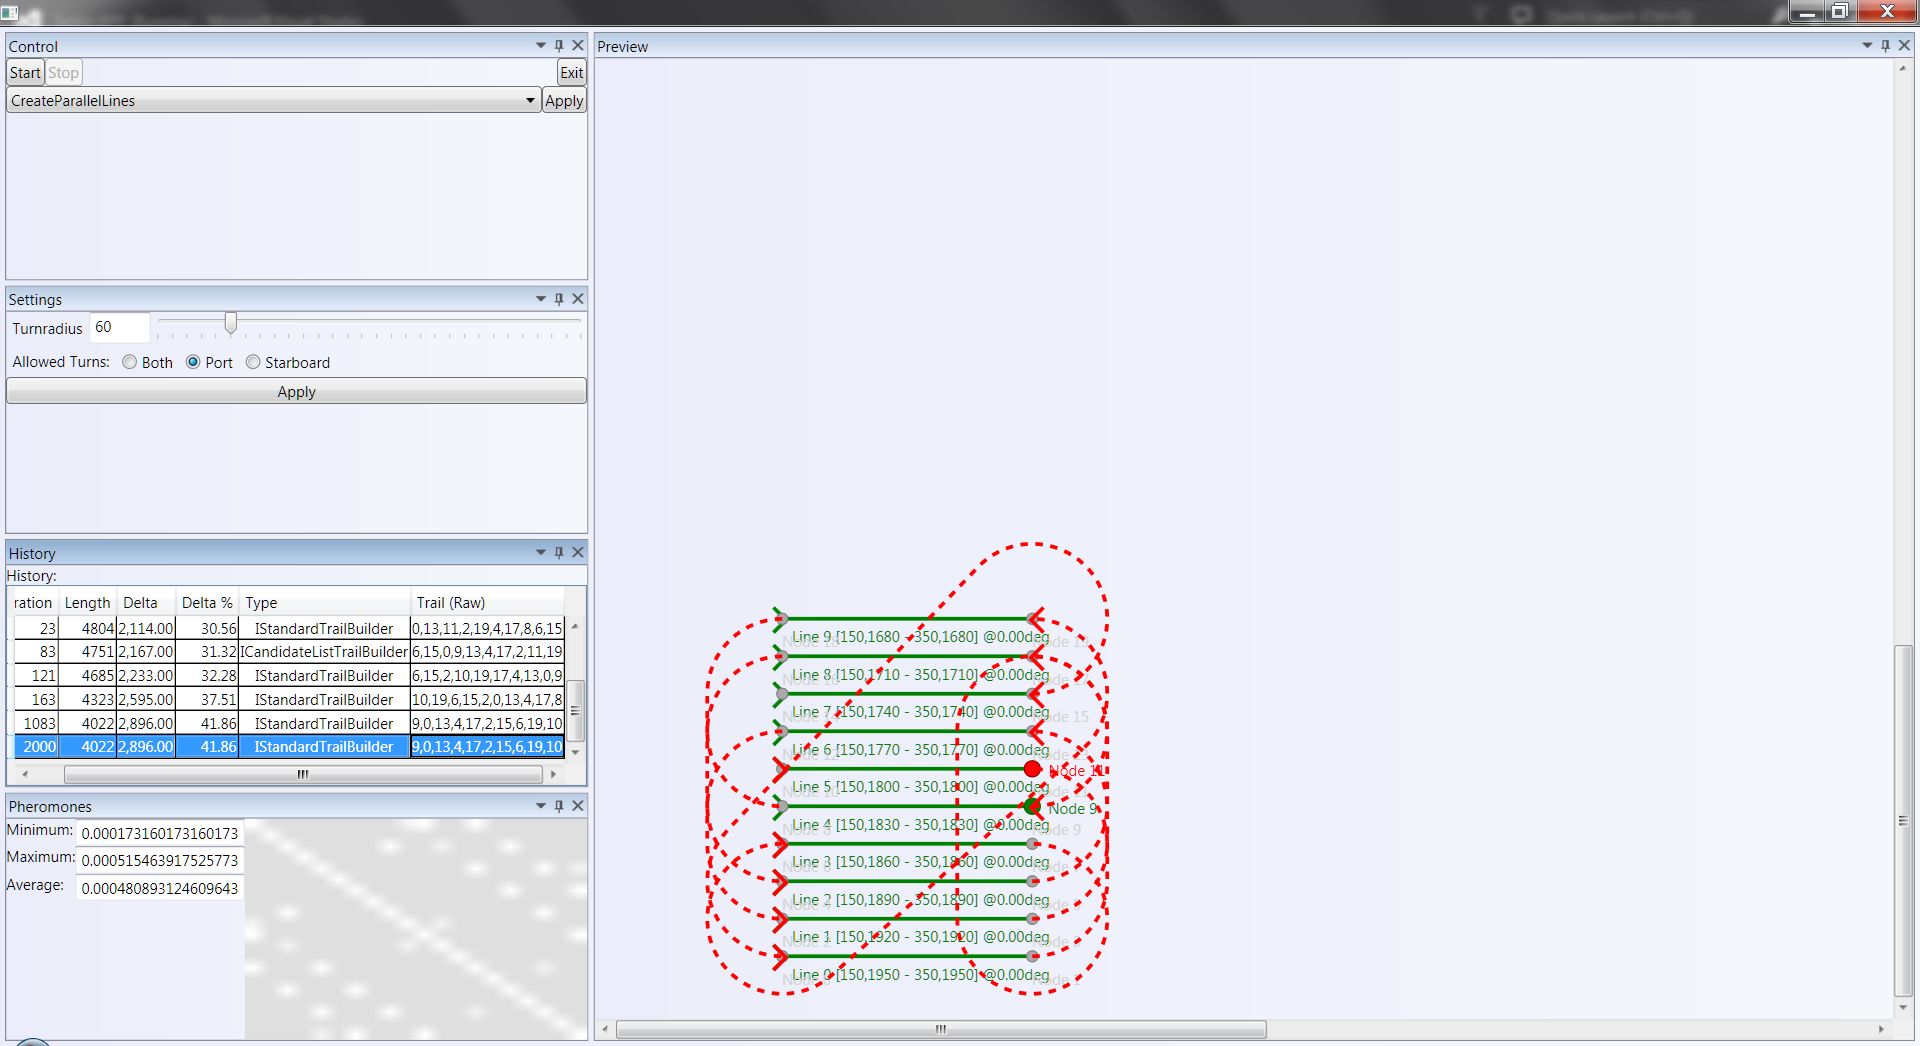 Control
Start Stop Exit
CreateParallelLines Apply
Settings
Turnradius 60
Allowed Turns: Both Port Starboard
Apply
History
History:
ration Length Delta Delta % Type Trail (Raw)
23 4804 2,114.00 30.56 IStandardTrailBuilder 0,13,11,2,19,4,17,8,6,15
83 4751 2,167.00 31.32 ICandidateListTrailBuilder 6,15,0,9,13,4,17,2,11,19
121 4685 2,233.00 32.28 IStandardTrailBuilder 6,15,2,10,19,17,4,13,0,9
163 4323 2,595.00 37.51 IStandardTrailBuilder 10,19,6,15,2,0,13,4,17,8
1083 4022 2,896.00 41.86 IStandardTrailBuilder 9,0,13,4,17,2,15,6,19,10
2000 4022 2,896.00 41.86 IStandardTrailBuilder 9,0,13,4,17,2,15,6,19,10
Pheromones
Minimum: 0.000173160173160173
Maximum: 0.000515463917525773
Average: 0.000480893124609643
Preview
Line 9 [150,1680 - 350,1680] @0.00deg
Line 8 [150,1710 - 350,1710] @0.00deg
Line 7 [150,1740 - 350,1740] @0.00deg
Node 15
Line 6 [150,1770 - 350,1770] @0.00deg
Node 12
Node 11
Line 5 [150,1800 - 350,1800] @0.00deg
Node 9
Line 4 [150,1830 - 350,1830] @0.00deg
Node 9
Line 3 [150,1860 - 350,1860] @0.00deg
Line 2 [150,1890 - 350,1890] @0.00deg
Line 1 [150,1920 - 350,1920] @0.00deg
Line 0 [150,1950 - 350,1950] @0.00deg